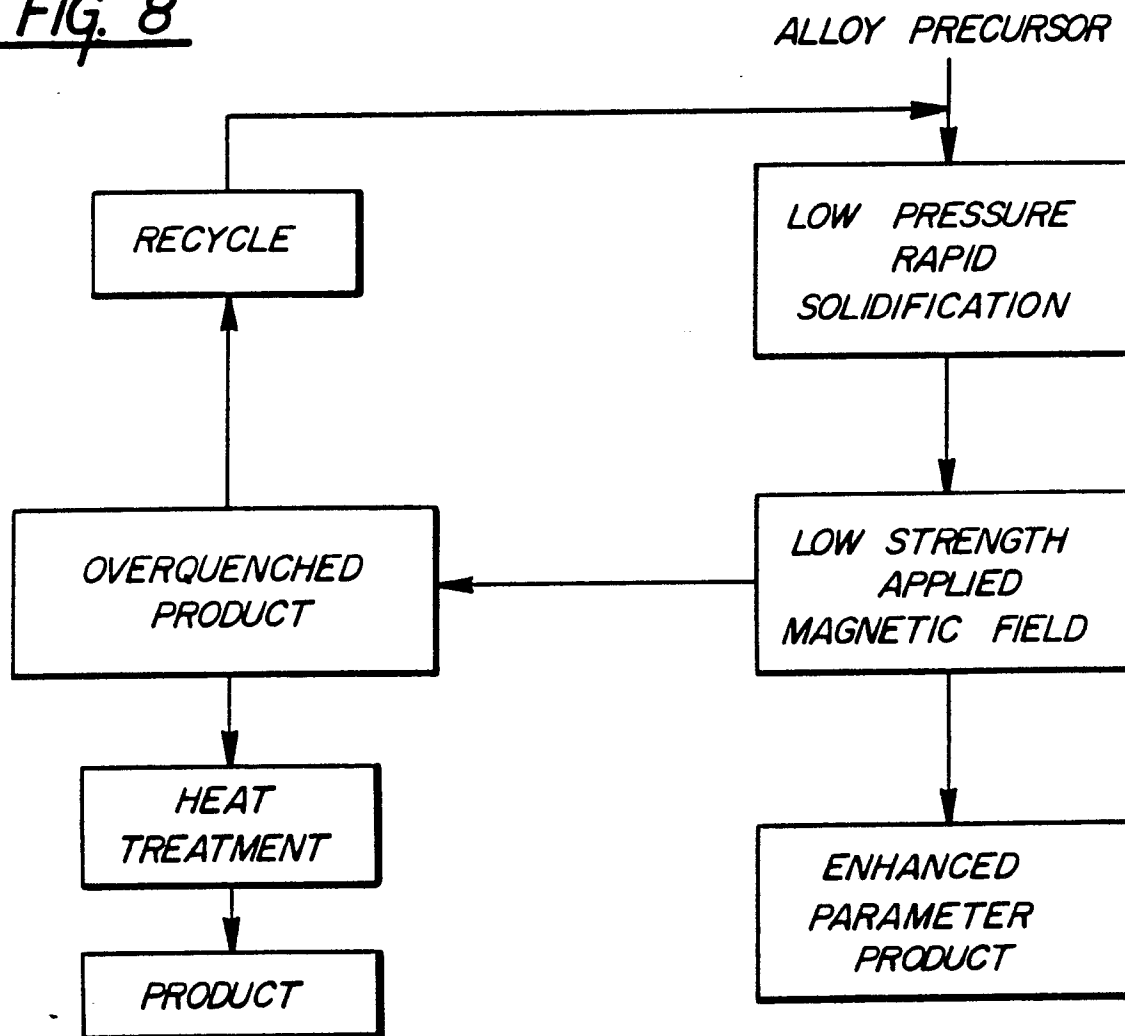 FIG. 8
ALLOY PRECURSOR
RECYCLE
LOW PRESSURE
RAPID
SOLIDIFICATION
OVERQUENCHED
PRODUCT
LOW STRENGTH
APPLIED
MAGNETIC FIELD
HEAT
TREATMENT
ENHANCED
PARAMETER
PRODUCT
PRODUCT